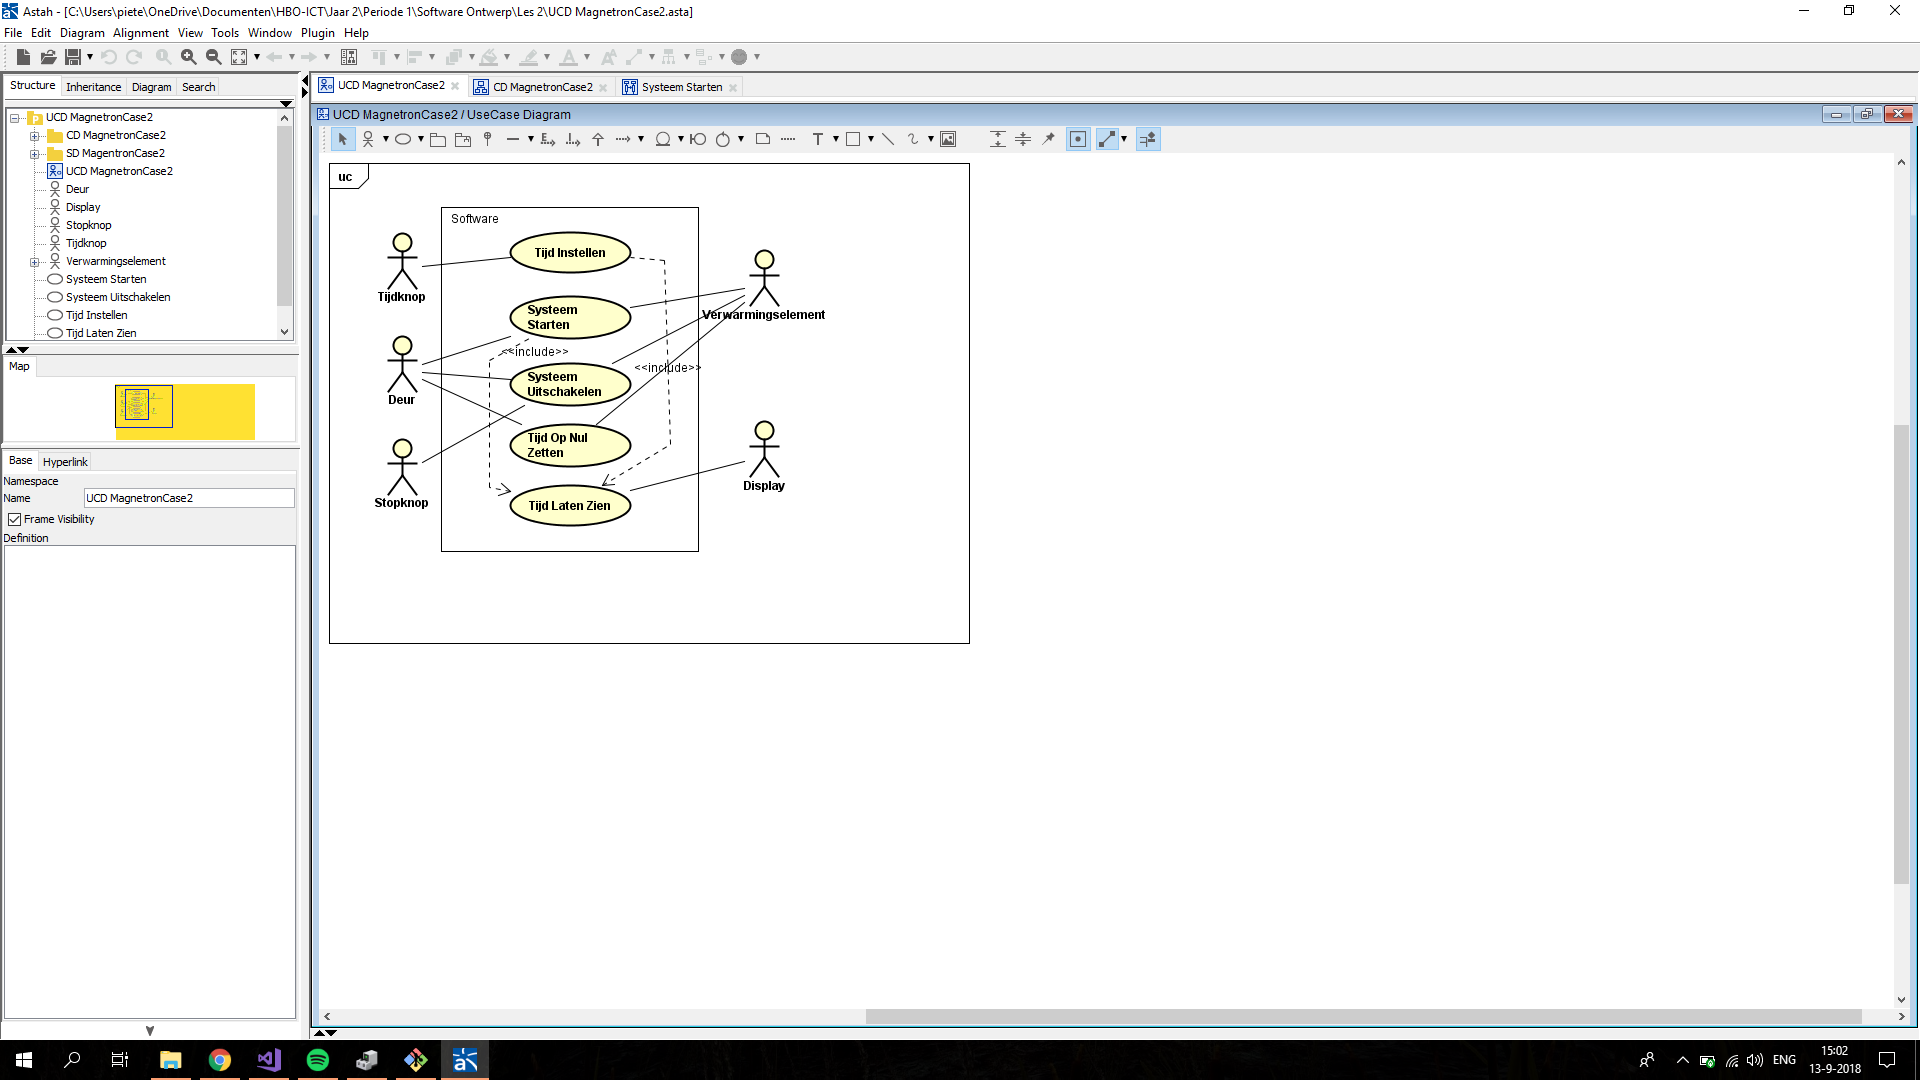 Astah - [C:\Users\piete\OneDrive\Documenten\HBO-ICT\Jaar 2\Periode 1\Software Ontwerp\Les 2\UCD MagnetronCase2.asta]
File Edit Diagram Alignment View Tools Window Plugin Help
Structure Inheritance Diagram Search
UCD MagnetronCase2
CD MagnetronCase2
SD MagentronCase2
UCD MagnetronCase2
Deur
Display
Stopknop
Tijdknop
Verwarmingselement
Systeem Starten
Systeem Uitschakelen
Tijd Instellen
Tijd Laten Zien
Map
Base Hyperlink
Namespace
Name UCD MagnetronCase2
Frame Visibility
Definition
UCD MagnetronCase2 CD MagnetronCase2 Systeem Starten
UCD MagnetronCase2 / UseCase Diagram
uc
Software
Tijd Instellen
Tijdknop
Systeem
Starten
Verwarmingselement
<<include>>
<<include>>
Systeem
Uitschakelen
Deur
Tijd Op Nul
Zetten
Display
Stopknop
Tijd Laten Zien
ENG
15:02
13-9-2018